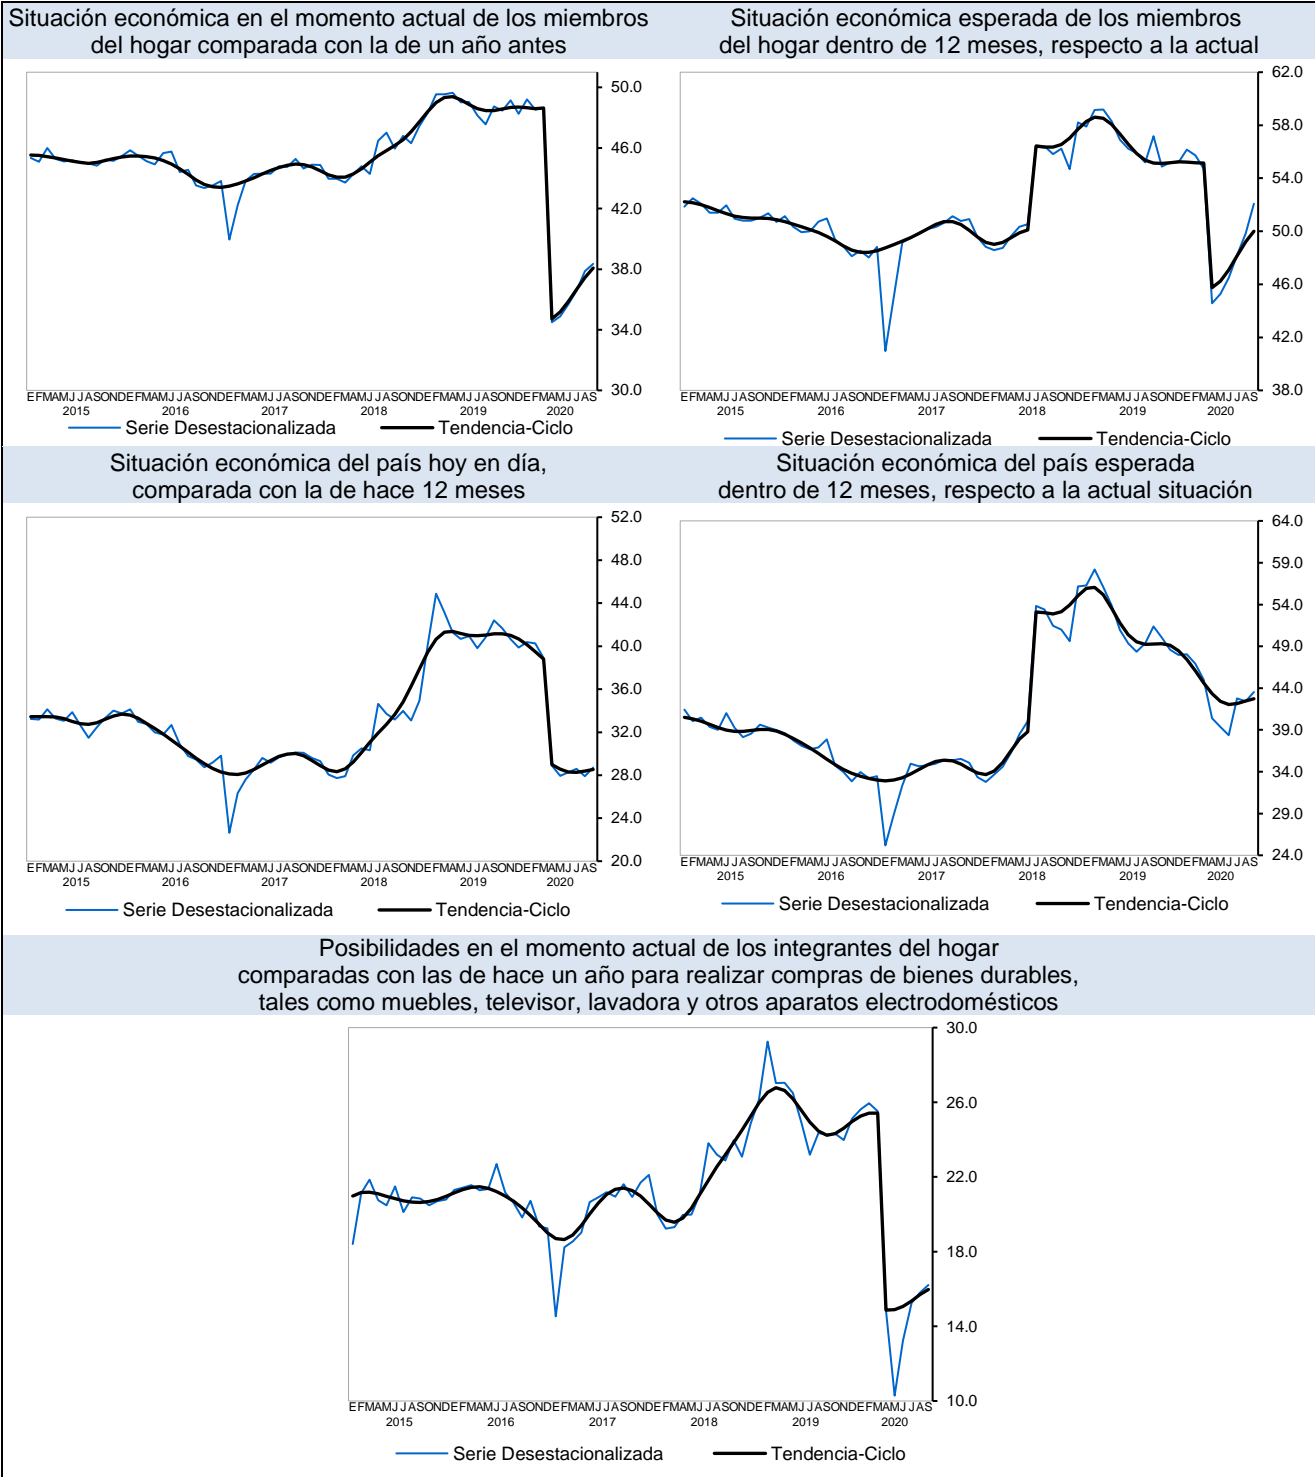 Situación económica en el momento actual de los miembros
del hogar comparada con la de un año antes
50.0
46.0
42.0
38.0
34.0
30.0
EFMAMJJASONDEFMAMJJASONDEFMAMJJASONDEFMAMJJASONDEFMAMJJASONDEFMAMJJAS
2015 2016 2017 2018 2019 2020
Serie Desestacionalizada Tendencia-Ciclo
Situación económica esperada de los miembros
del hogar dentro de 12 meses, respecto a la actual
62.0
58.0
54.0
50.0
46.0
42.0
38.0
EFMAMJJASONDEFMAMJJASONDEFMAMJJASONDEFMAMJJASONDEFMAMJJASONDEFMAMJJAS
2015 2016 2017 2018 2019 2020
Serie Desestacionalizada Tendencia-Ciclo
Situación económica del país hoy en día,
comparada con la de hace 12 meses
52.0
48.0
44.0
40.0
36.0
32.0
28.0
24.0
20.0
EFMAMJJASONDEFMAMJJASONDEFMAMJJASONDEFMAMJJASONDEFMAMJJASONDEFMAMJJAS
2015 2016 2017 2018 2019 2020
Serie Desestacionalizada Tendencia-Ciclo
Situación económica del país esperada
dentro de 12 meses, respecto a la actual situación
64.0
59.0
54.0
49.0
44.0
39.0
34.0
29.0
24.0
EFMAMJJASONDEFMAMJJASONDEFMAMJJASONDEFMAMJJASONDEFMAMJJASONDEFMAMJJAS
2015 2016 2017 2018 2019 2020
Serie Desestacionalizada Tendencia-Ciclo
Posibilidades en el momento actual de los integrantes del hogar
comparadas con las de hace un año para realizar compras de bienes durables,
tales como muebles, televisor, lavadora y otros aparatos electrodomésticos
30.0
26.0
22.0
18.0
14.0
10.0
EFMAMJJASONDEFMAMJJASONDEFMAMJJASONDEFMAMJJASONDEFMAMJJASONDEFMAMJJAS
2015 2016 2017 2018 2019 2020
Serie Desestacionalizada Tendencia-Ciclo